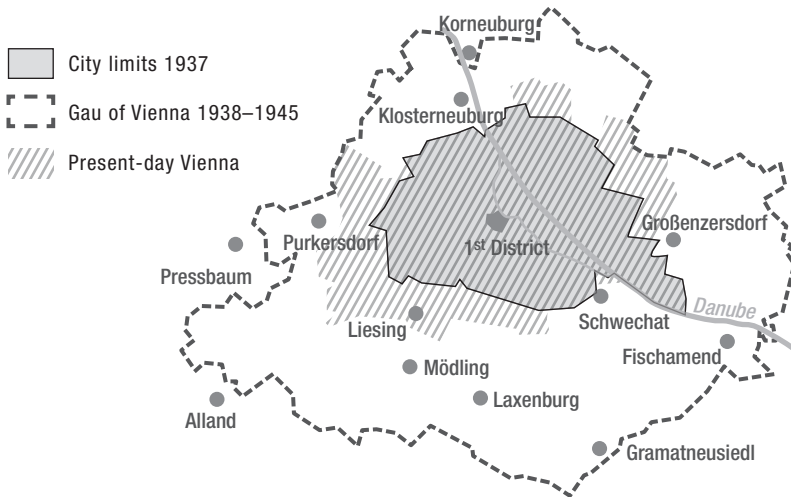 Korneuburg
City limits 1937
Gau of Vienna 1938–1945
Klosterneuburg
Present-day Vienna
Purkersdorf
1st District
Großenzersdorf
Pressbaum
Liesing
Schwechat
Danube
Fischamend
Mödling
Laxenburg
Alland
Gramatneusiedl